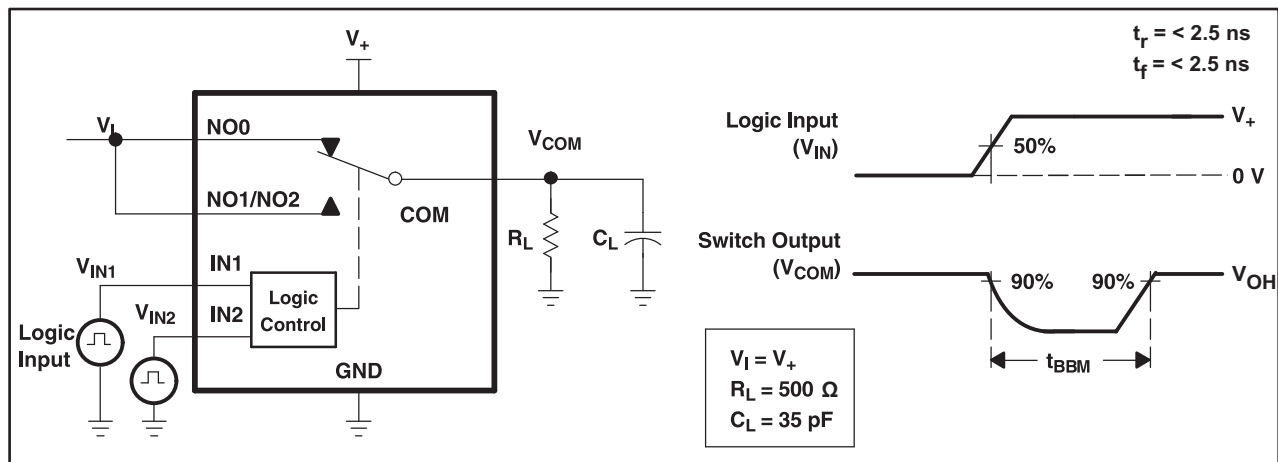 V+
VI
NO0
NO1/NO2
COM
VCOM
RL
CL
VIN1
IN1
VIN2
IN2
Logic
Control
Logic
Input
GND
tr = < 2.5 ns
tf = < 2.5 ns
Logic Input
(VIN)
50%
V+
0 V
Switch Output
(VCOM)
90%
90%
VOH
tBBM
VI = V+
RL = 500 Ω
CL = 35 pF